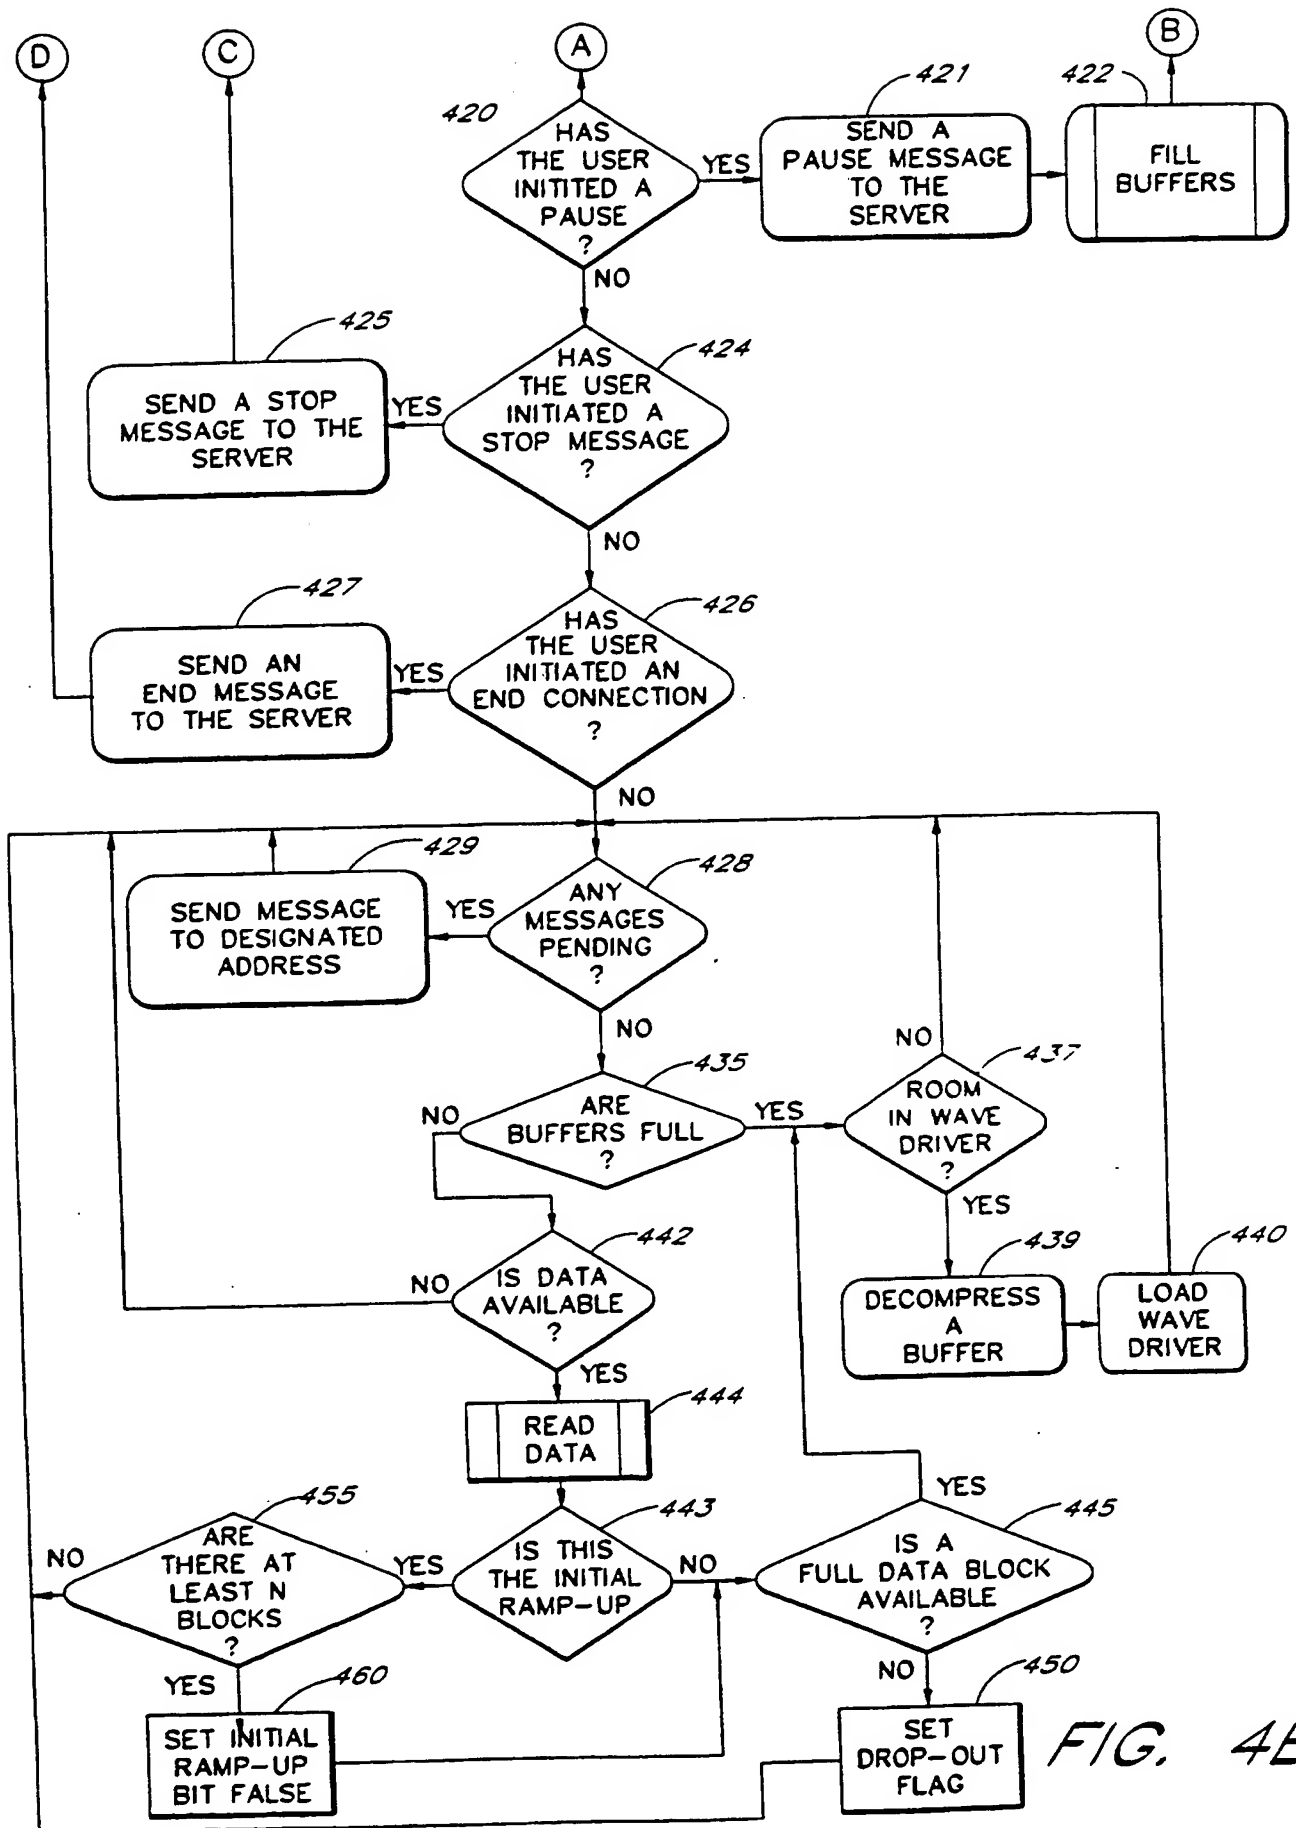 D
C
A
B
420
HAS
THE USER
INITITED A
PAUSE
?
YES
NO
421
SEND A
PAUSE MESSAGE
TO THE
SERVER
422
FILL
BUFFERS
424
HAS
THE USER
INITIATED A
STOP MESSAGE
?
YES
NO
425
SEND A STOP
MESSAGE TO THE
SERVER
426
HAS
THE USER
INITIATED AN
END CONNECTION
?
YES
NO
427
SEND AN
END MESSAGE
TO THE SERVER
428
ANY
MESSAGES
PENDING
?
YES
NO
429
SEND MESSAGE
TO DESIGNATED
ADDRESS
435
ARE
BUFFERS FULL
?
NO
YES
437
ROOM
IN WAVE
DRIVER
?
NO
YES
439
DECOMPRESS
A
BUFFER
440
LOAD
WAVE
DRIVER
442
IS DATA
AVAILABLE
?
NO
YES
444
READ
DATA
443
IS THIS
THE INITIAL
RAMP-UP
YES
NO
445
IS A
FULL DATA BLOCK
AVAILABLE
?
YES
NO
455
ARE
THERE AT
LEAST N
BLOCKS
?
NO
YES
460
SET INITIAL
RAMP-UP
BIT FALSE
450
SET
DROP-OUT
FLAG
FIG. 4B